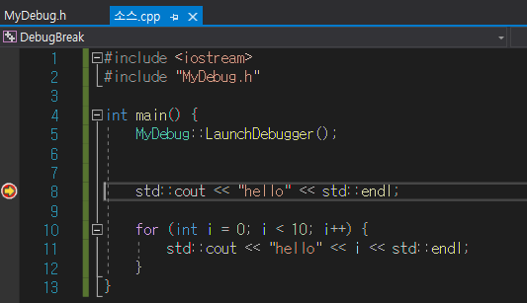 MyDebug.h 소스.cpp
DebugBreak
1 #include <iostream>
2 #include "MyDebug.h"
3
4 int main() {
5 MyDebug::LaunchDebugger();
6
7
8 std::cout << "hello" << std::endl;
9
10 for (int i = 0; i < 10; i++) {
11 std::cout << "hello" << i << std::endl;
12 }
13 }